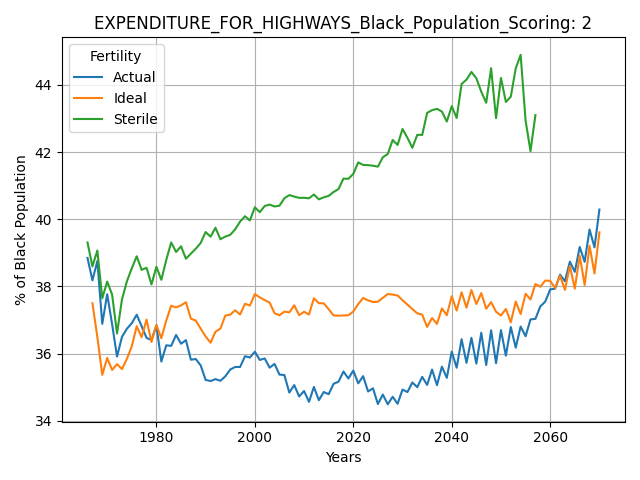 EXPENDITURE_FOR_HIGHWAYS_Black_Population_Scoring: 2
Fertility
Actual
Ideal
Sterile
% of Black Population
44
42
40
38
36
34
1980
2000
2020
2040
2060
Years